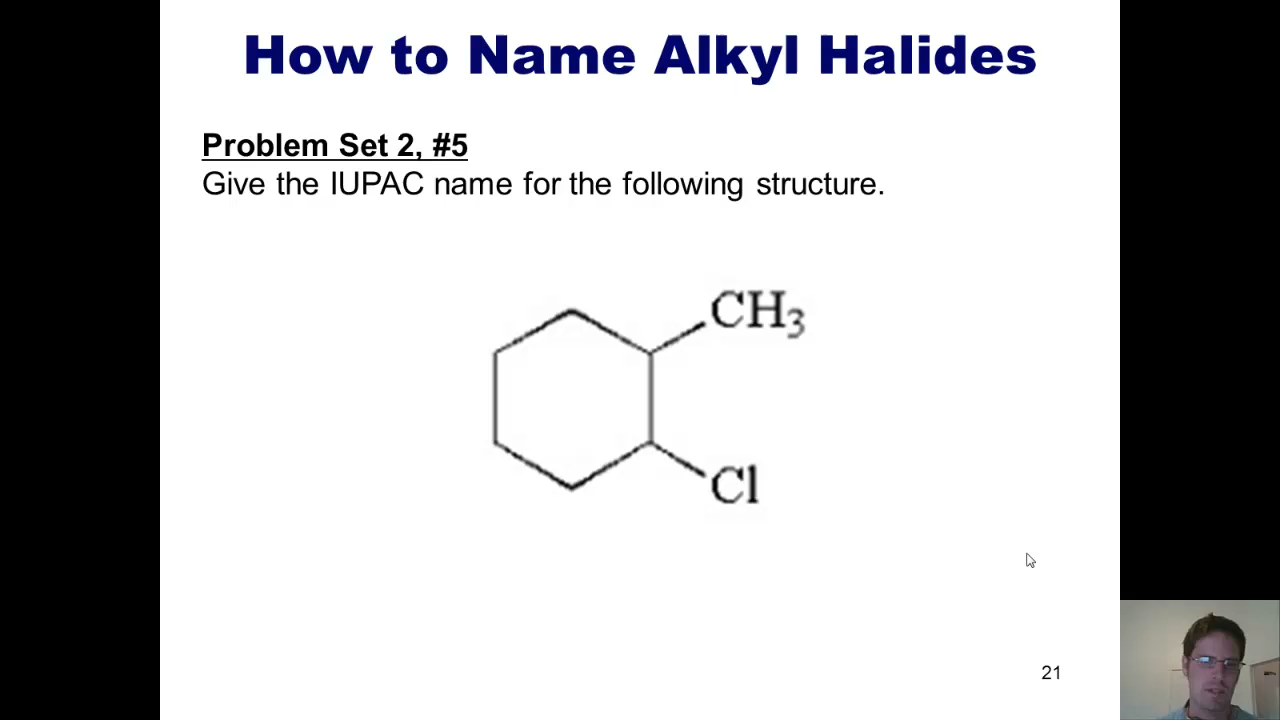 How to Name Alkyl Halides
Problem Set 2, #5
Give the IUPAC name for the following structure.
CH₃
Cl
21